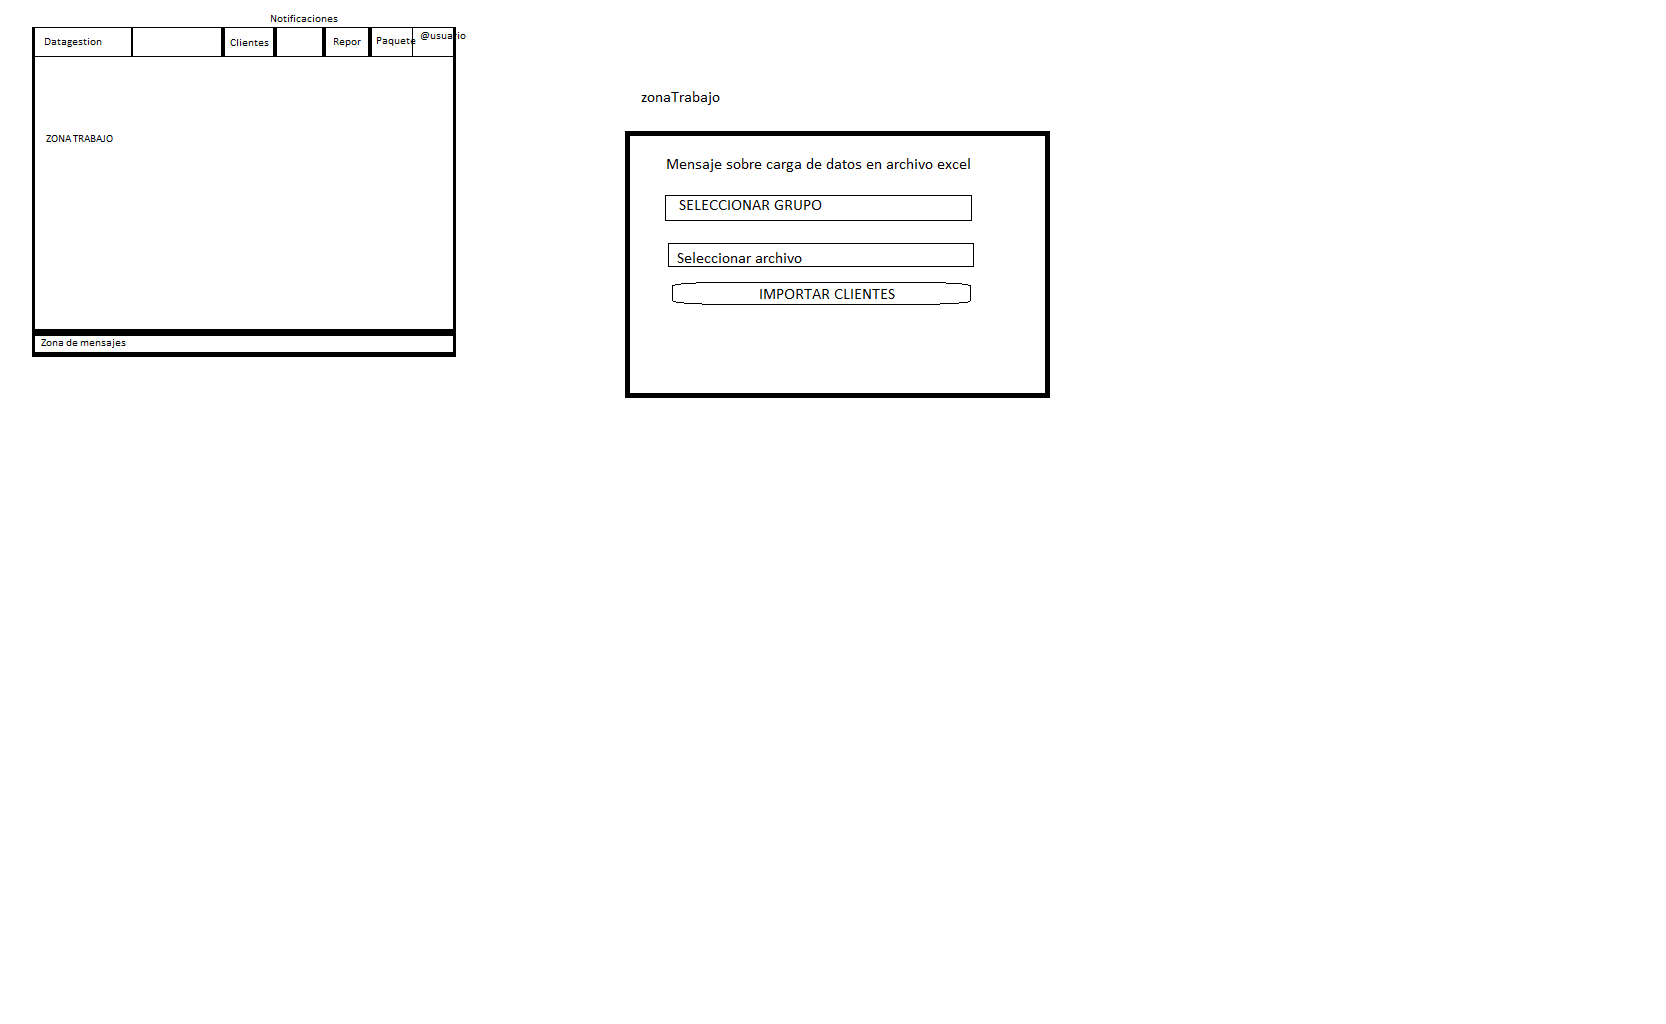 Notificaciones
Datagestion
Clientes
Repor
Paquete
@usuario
ZONA TRABAJO
Zona de mensajes
zonaTrabajo
Mensaje sobre carga de datos en archivo excel
SELECCIONAR GRUPO
Seleccionar archivo
IMPORTAR CLIENTES